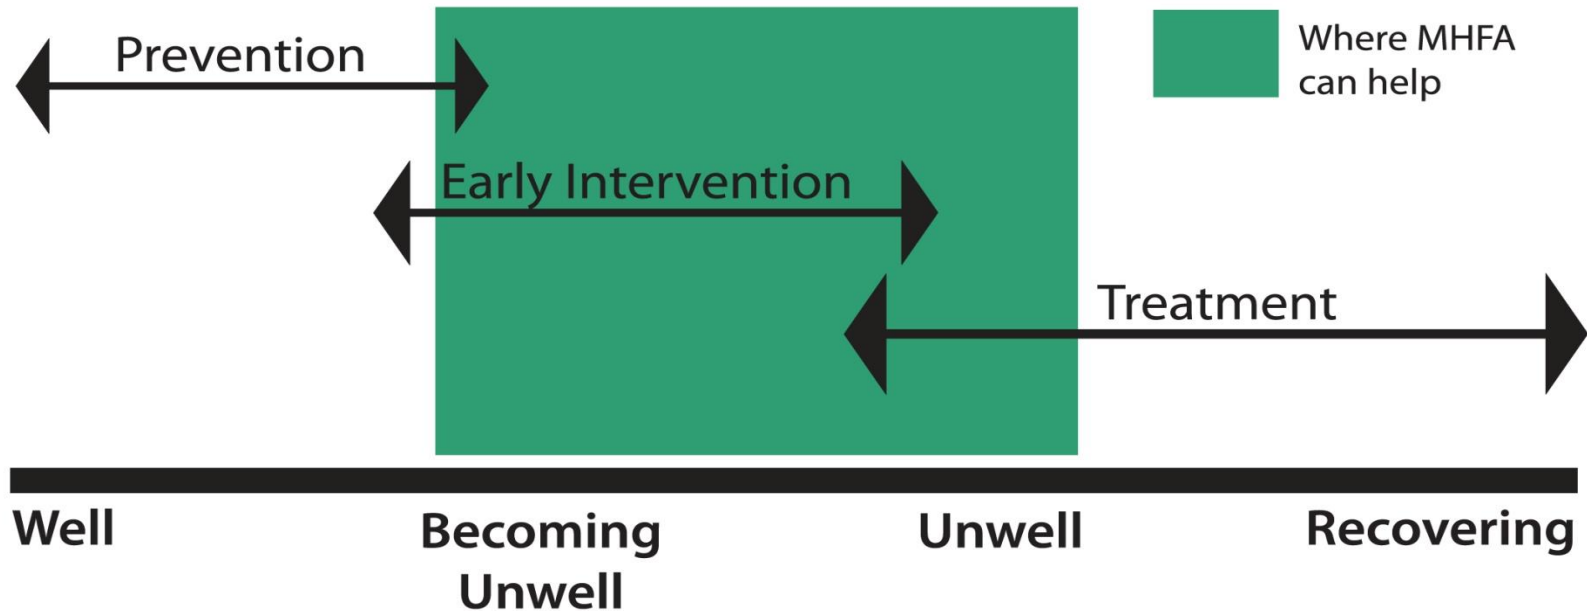 Prevention
Where MHFA
can help
Early Intervention
Treatment
Well
Becoming
Unwell
Unwell
Recovering